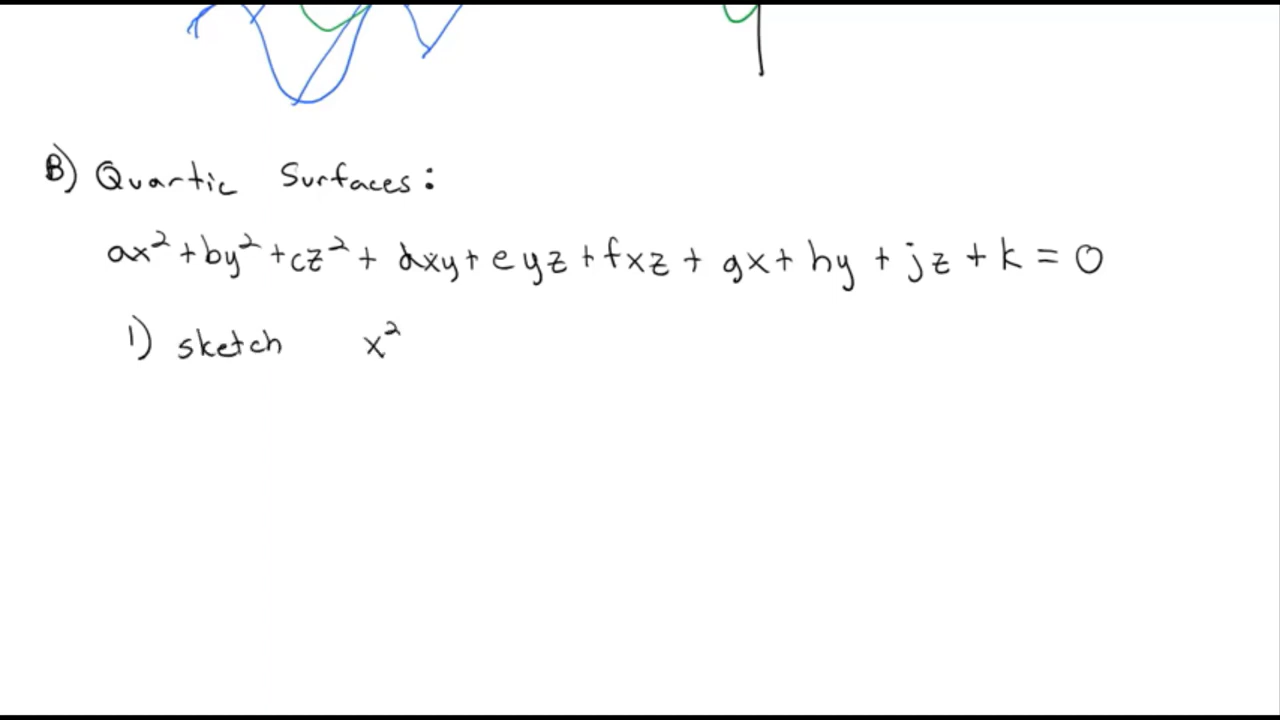 B) Quartic Surfaces:
ax² + by² + cz² + dxy + eyz + fxz + gx + hy + jz + k = 0
1) sketch x²